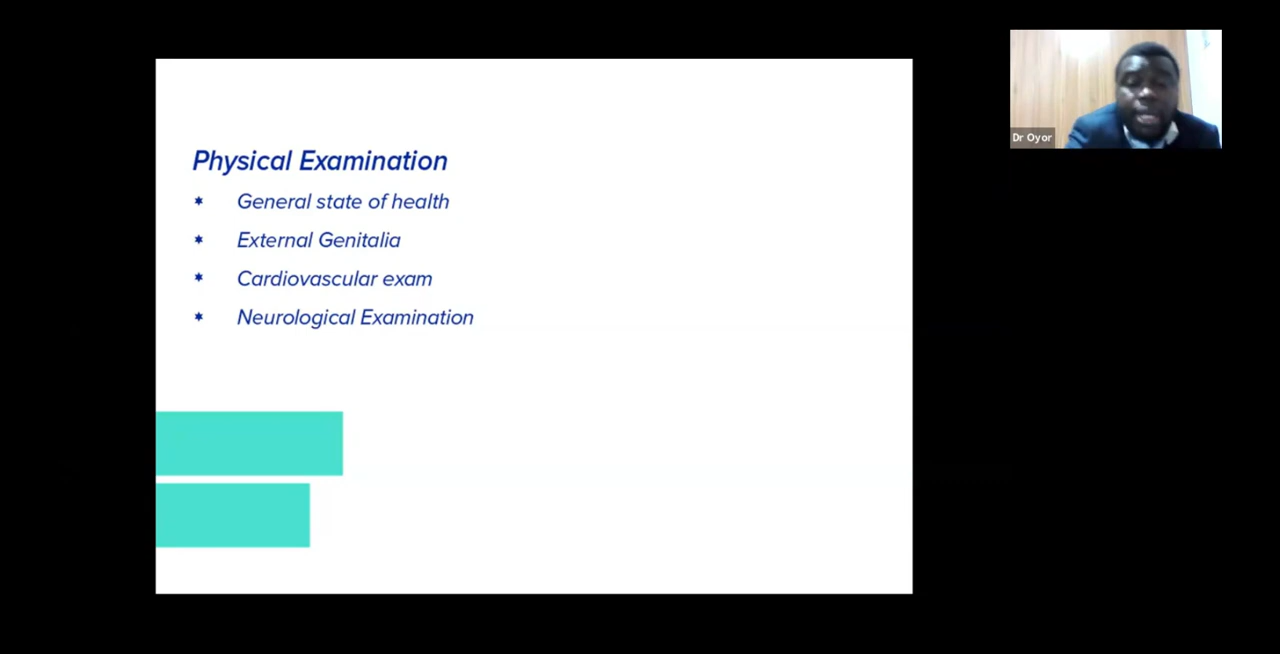 Physical Examination
✶ General state of health
✶ External Genitalia
✶ Cardiovascular exam
✶ Neurological Examination
Dr Oyor